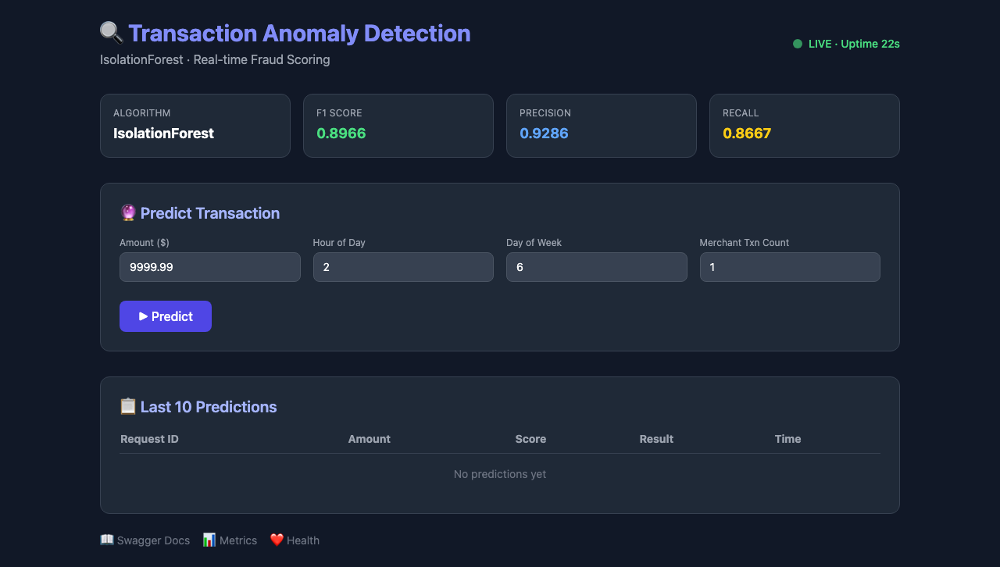 🔍 Transaction Anomaly Detection
IsolationForest · Real-time Fraud Scoring
LIVE · Uptime 22s
ALGORITHM
IsolationForest
F1 SCORE
0.8966
PRECISION
0.9286
RECALL
0.8667
🔮 Predict Transaction
Amount ($)
9999.99
Hour of Day
2
Day of Week
6
Merchant Txn Count
1
▶ Predict
📋 Last 10 Predictions
Request ID Amount Score Result Time
No predictions yet
📖 Swagger Docs 📊 Metrics ❤️ Health